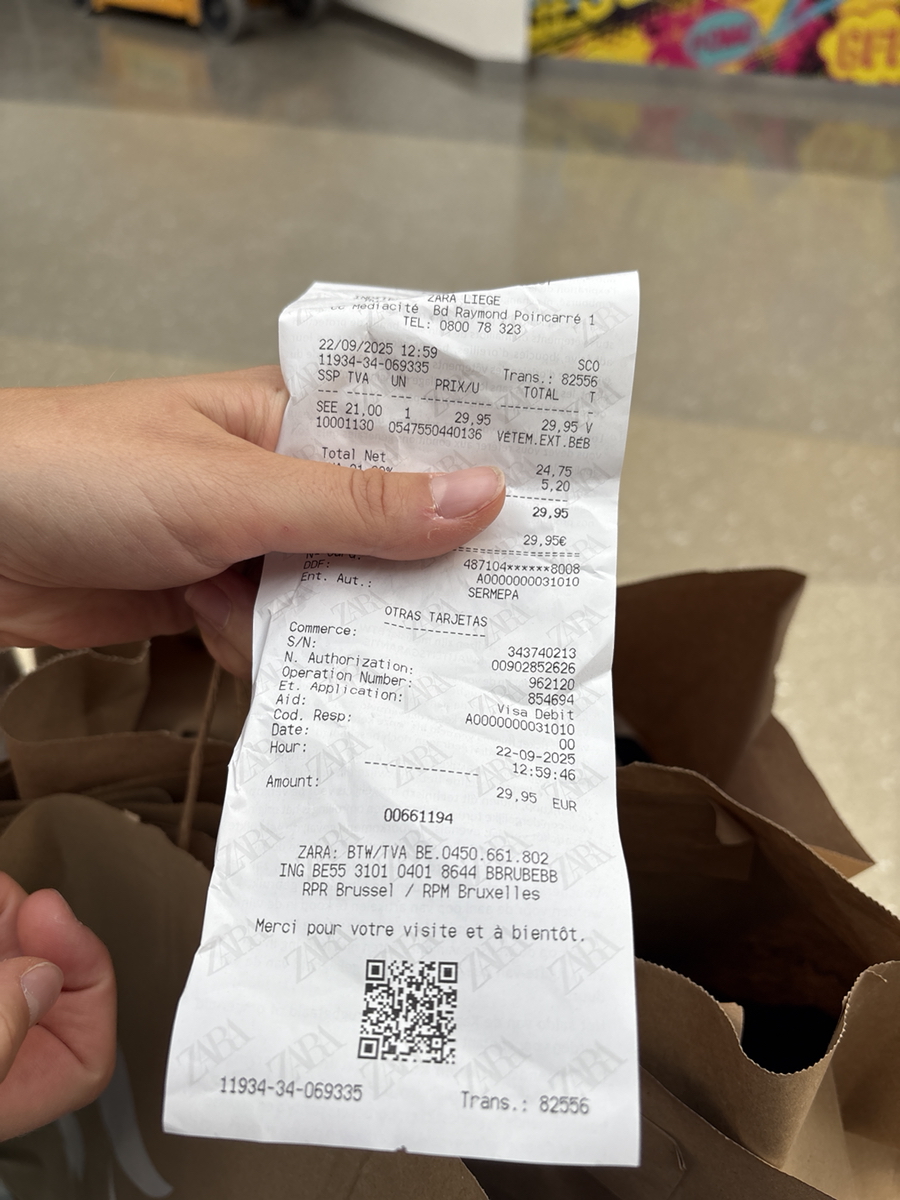 ZARA LIEGE
Médiacité Bd Raymond Poincarré 1
TEL: 0800 78 323
22/09/2025 12:59
SCO
11934-34-069335 Trans.: 82556
SSP TVA UN PRIX/U TOTAL T
SEE 21,00 1 29,95 29,95 V
10001130 0547550440136 VÉTEM.EXT.BÉB
Total Net 24,75
5,20
29,95
29,95€
487104******8008
DDF: A0000000031010
Ent. Aut.: SERMEPA
OTRAS TARJETAS
Commerce: 343740213
S/N: 00902852626
N. Authorization: 962120
Operation Number: 854694
Et. Application: Visa Debit
Aid: A0000000031010
Cod. Resp: 00
Date: 22-09-2025
Hour: 12:59:46
Amount: 29,95 EUR
00661194
ZARA: BTW/TVA BE.0450.661.802
ING BE55 3101 0401 8644 BBRUBEBB
RPR Brussel / RPM Bruxelles
Merci pour votre visite et à bientôt.
11934-34-069335 Trans.: 82556